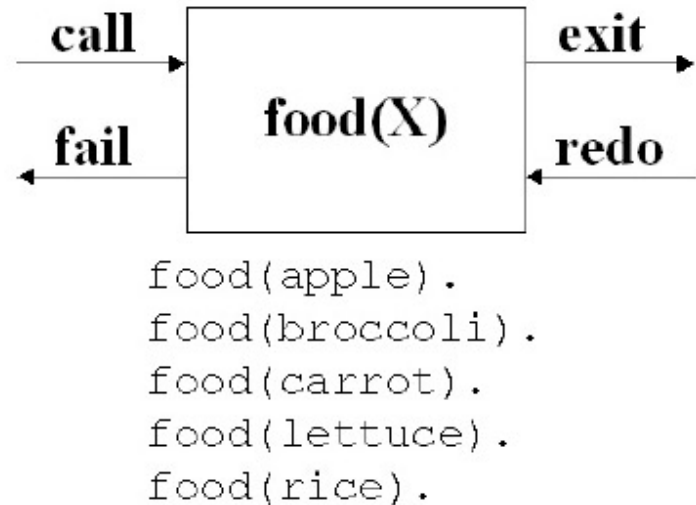 call exit
food(X)
fail redo
food(apple).
food(broccoli).
food(carrot).
food(lettuce).
food(rice).